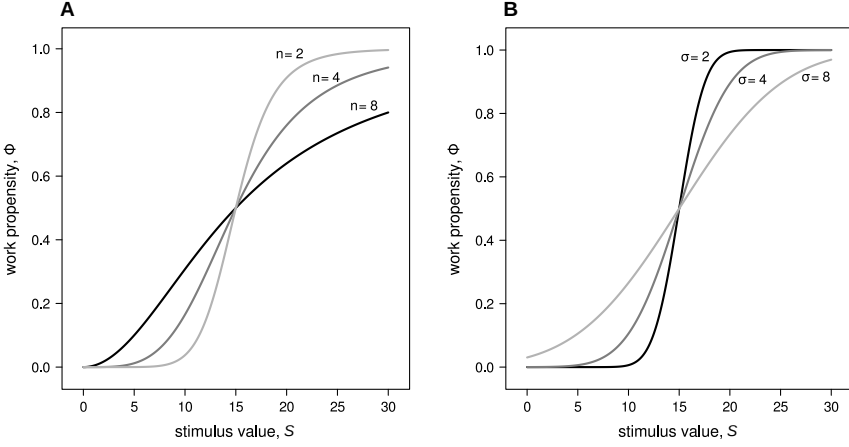 A
work propensity, Φ
1.0
0.8
0.6
0.4
0.2
0.0
n= 2
n= 4
n= 8
0 5 10 15 20 25 30
stimulus value, S
B
work propensity, Φ
1.0
0.8
0.6
0.4
0.2
0.0
σ= 2
σ= 4
σ= 8
0 5 10 15 20 25 30
stimulus value, S